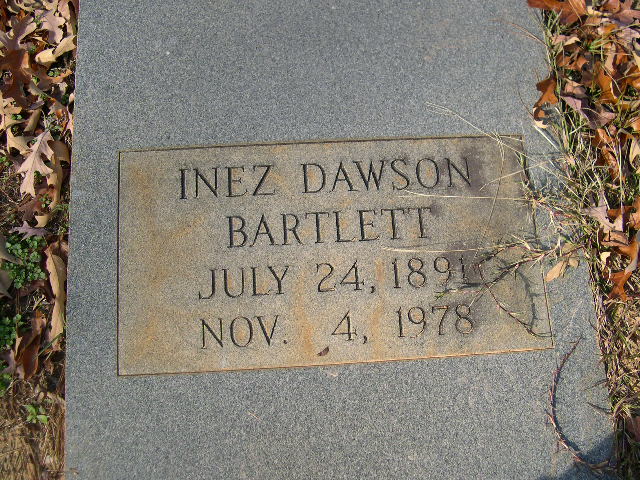 INEZ DAWSON
BARTLETT
JULY 24, 1891
NOV. 4, 1978